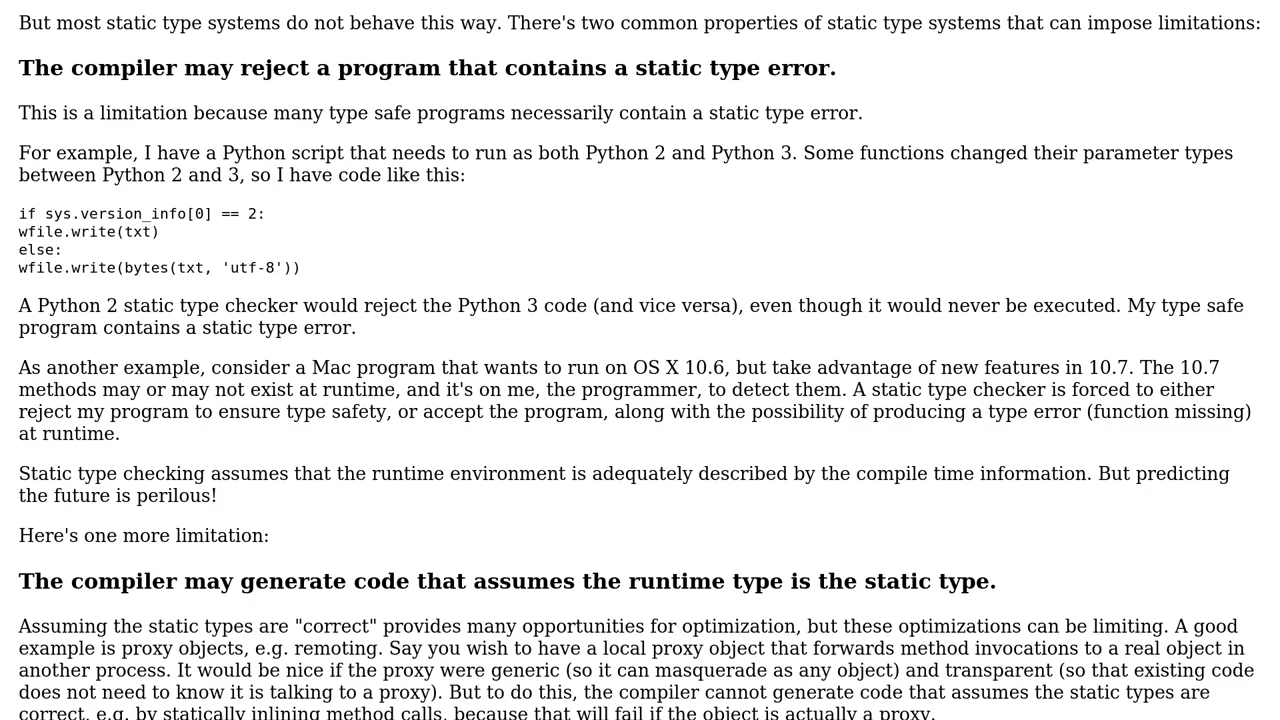 But most static type systems do not behave this way. There's two common properties of static type systems that can impose limitations:
The compiler may reject a program that contains a static type error.
This is a limitation because many type safe programs necessarily contain a static type error.
For example, I have a Python script that needs to run as both Python 2 and Python 3. Some functions changed their parameter types
between Python 2 and 3, so I have code like this:
if sys.version_info[0] == 2:
wfile.write(txt)
else:
wfile.write(bytes(txt, 'utf-8'))
A Python 2 static type checker would reject the Python 3 code (and vice versa), even though it would never be executed. My type safe
program contains a static type error.
As another example, consider a Mac program that wants to run on OS X 10.6, but take advantage of new features in 10.7. The 10.7
methods may or may not exist at runtime, and it's on me, the programmer, to detect them. A static type checker is forced to either
reject my program to ensure type safety, or accept the program, along with the possibility of producing a type error (function missing)
at runtime.
Static type checking assumes that the runtime environment is adequately described by the compile time information. But predicting
the future is perilous!
Here's one more limitation:
The compiler may generate code that assumes the runtime type is the static type.
Assuming the static types are "correct" provides many opportunities for optimization, but these optimizations can be limiting. A good
example is proxy objects, e.g. remoting. Say you wish to have a local proxy object that forwards method invocations to a real object in
another process. It would be nice if the proxy were generic (so it can masquerade as any object) and transparent (so that existing code
does not need to know it is talking to a proxy). But to do this, the compiler cannot generate code that assumes the static types are
correct, e.g. by statically inlining method calls, because that will fail if the object is actually a proxy.